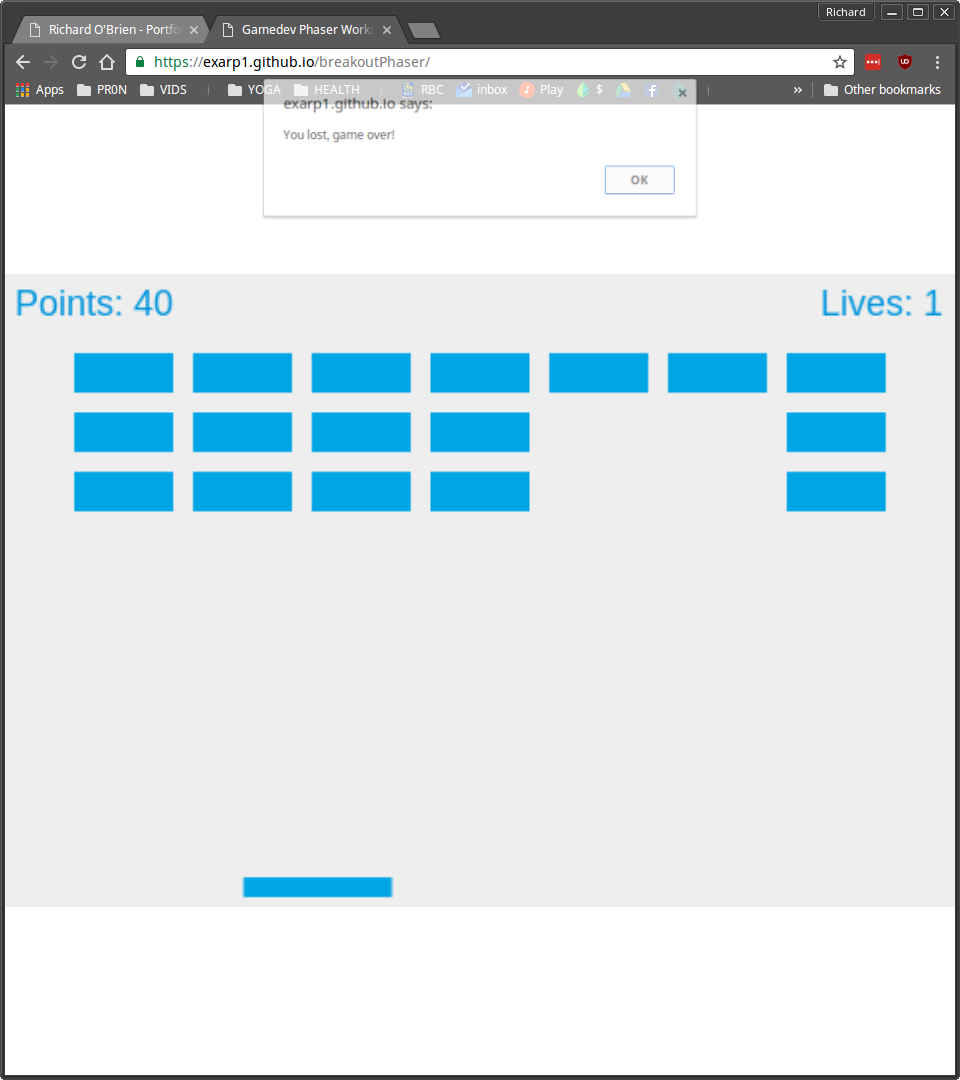 Richard
Richard O'Brien - Portfo
Gamedev Phaser Works
https://exarp1.github.io/breakoutPhaser/
Apps PR0N VIDS YOGA HEALTH RBC inbox Play $ » Other bookmarks
exarp1.github.io says:
You lost, game over!
OK
Points: 40 Lives: 1